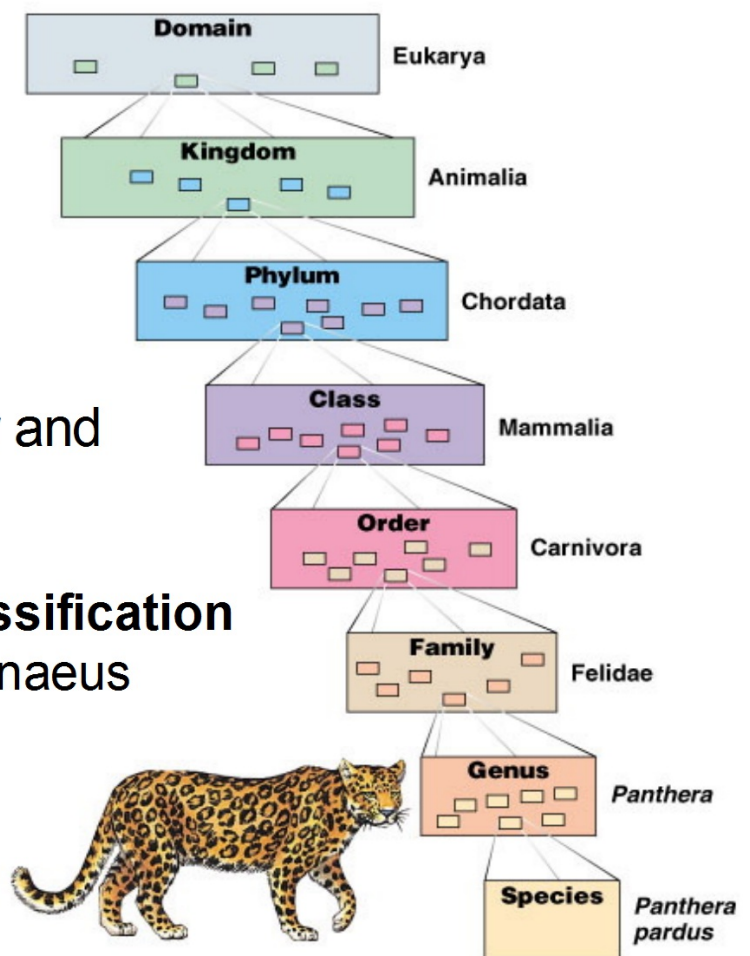 Domain
Eukarya
Kingdom
Animalia
Phylum
Chordata
Class
and
Mammalia
Order
Carnivora
ssification
Family
naeus
Felidae
Genus
Panthera
Species
Panthera
pardus